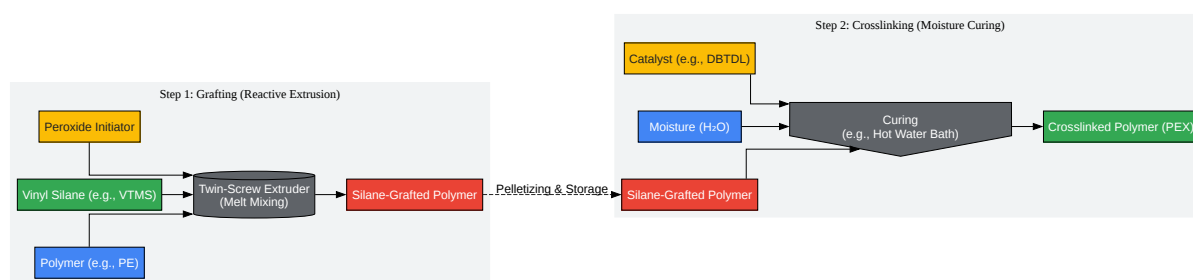 Step 1: Grafting (Reactive Extrusion)
Peroxide Initiator
Vinyl Silane (e.g., VTMS)
Polymer (e.g., PE)
Twin-Screw Extruder
(Melt Mixing)
Silane-Grafted Polymer
Pelletizing & Storage
Step 2: Crosslinking (Moisture Curing)
Catalyst (e.g., DBTDL)
Moisture (H₂O)
Silane-Grafted Polymer
Curing
(e.g., Hot Water Bath)
Crosslinked Polymer (PEX)